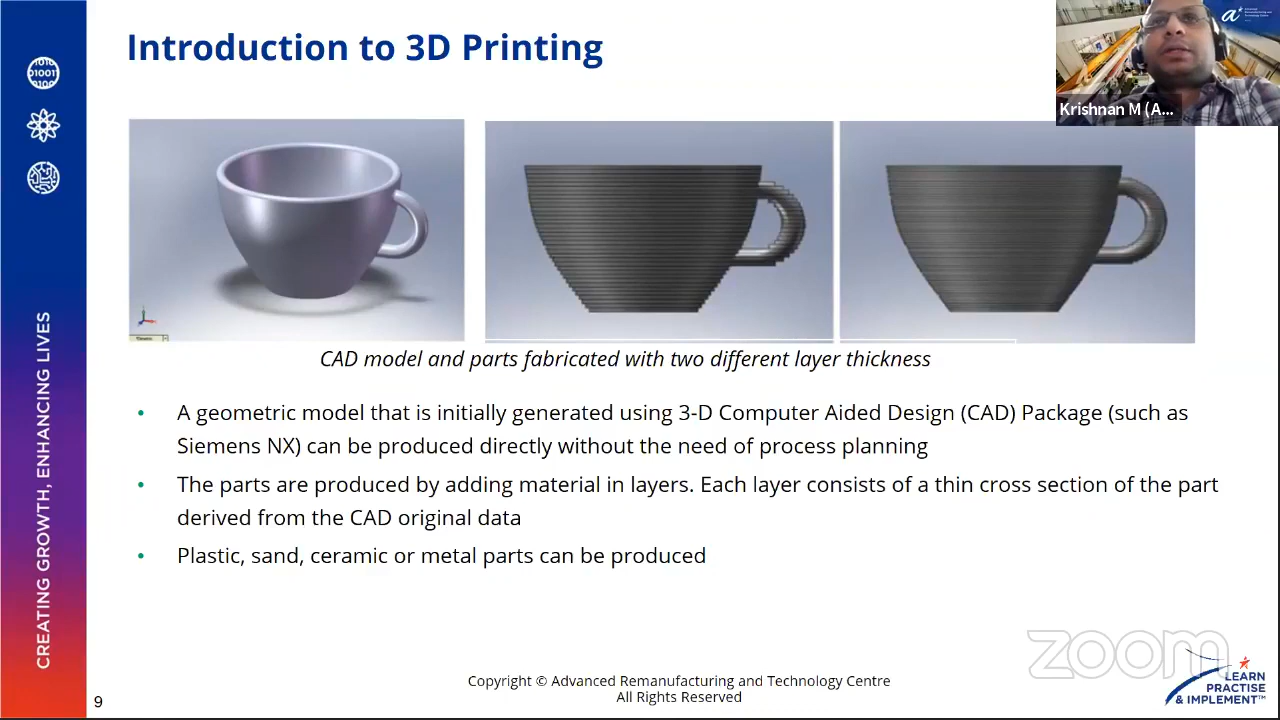 Introduction to 3D Printing
Krishnan M (A...
CAD model and parts fabricated with two different layer thickness
• A geometric model that is initially generated using 3-D Computer Aided Design (CAD) Package (such as
Siemens NX) can be produced directly without the need of process planning
• The parts are produced by adding material in layers. Each layer consists of a thin cross section of the part
derived from the CAD original data
• Plastic, sand, ceramic or metal parts can be produced
CREATING GROWTH, ENHANCING LIVES
zoom
Copyright © Advanced Remanufacturing and Technology Centre
All Rights Reserved
LEARN
PRACTISE
& IMPLEMENT™
9